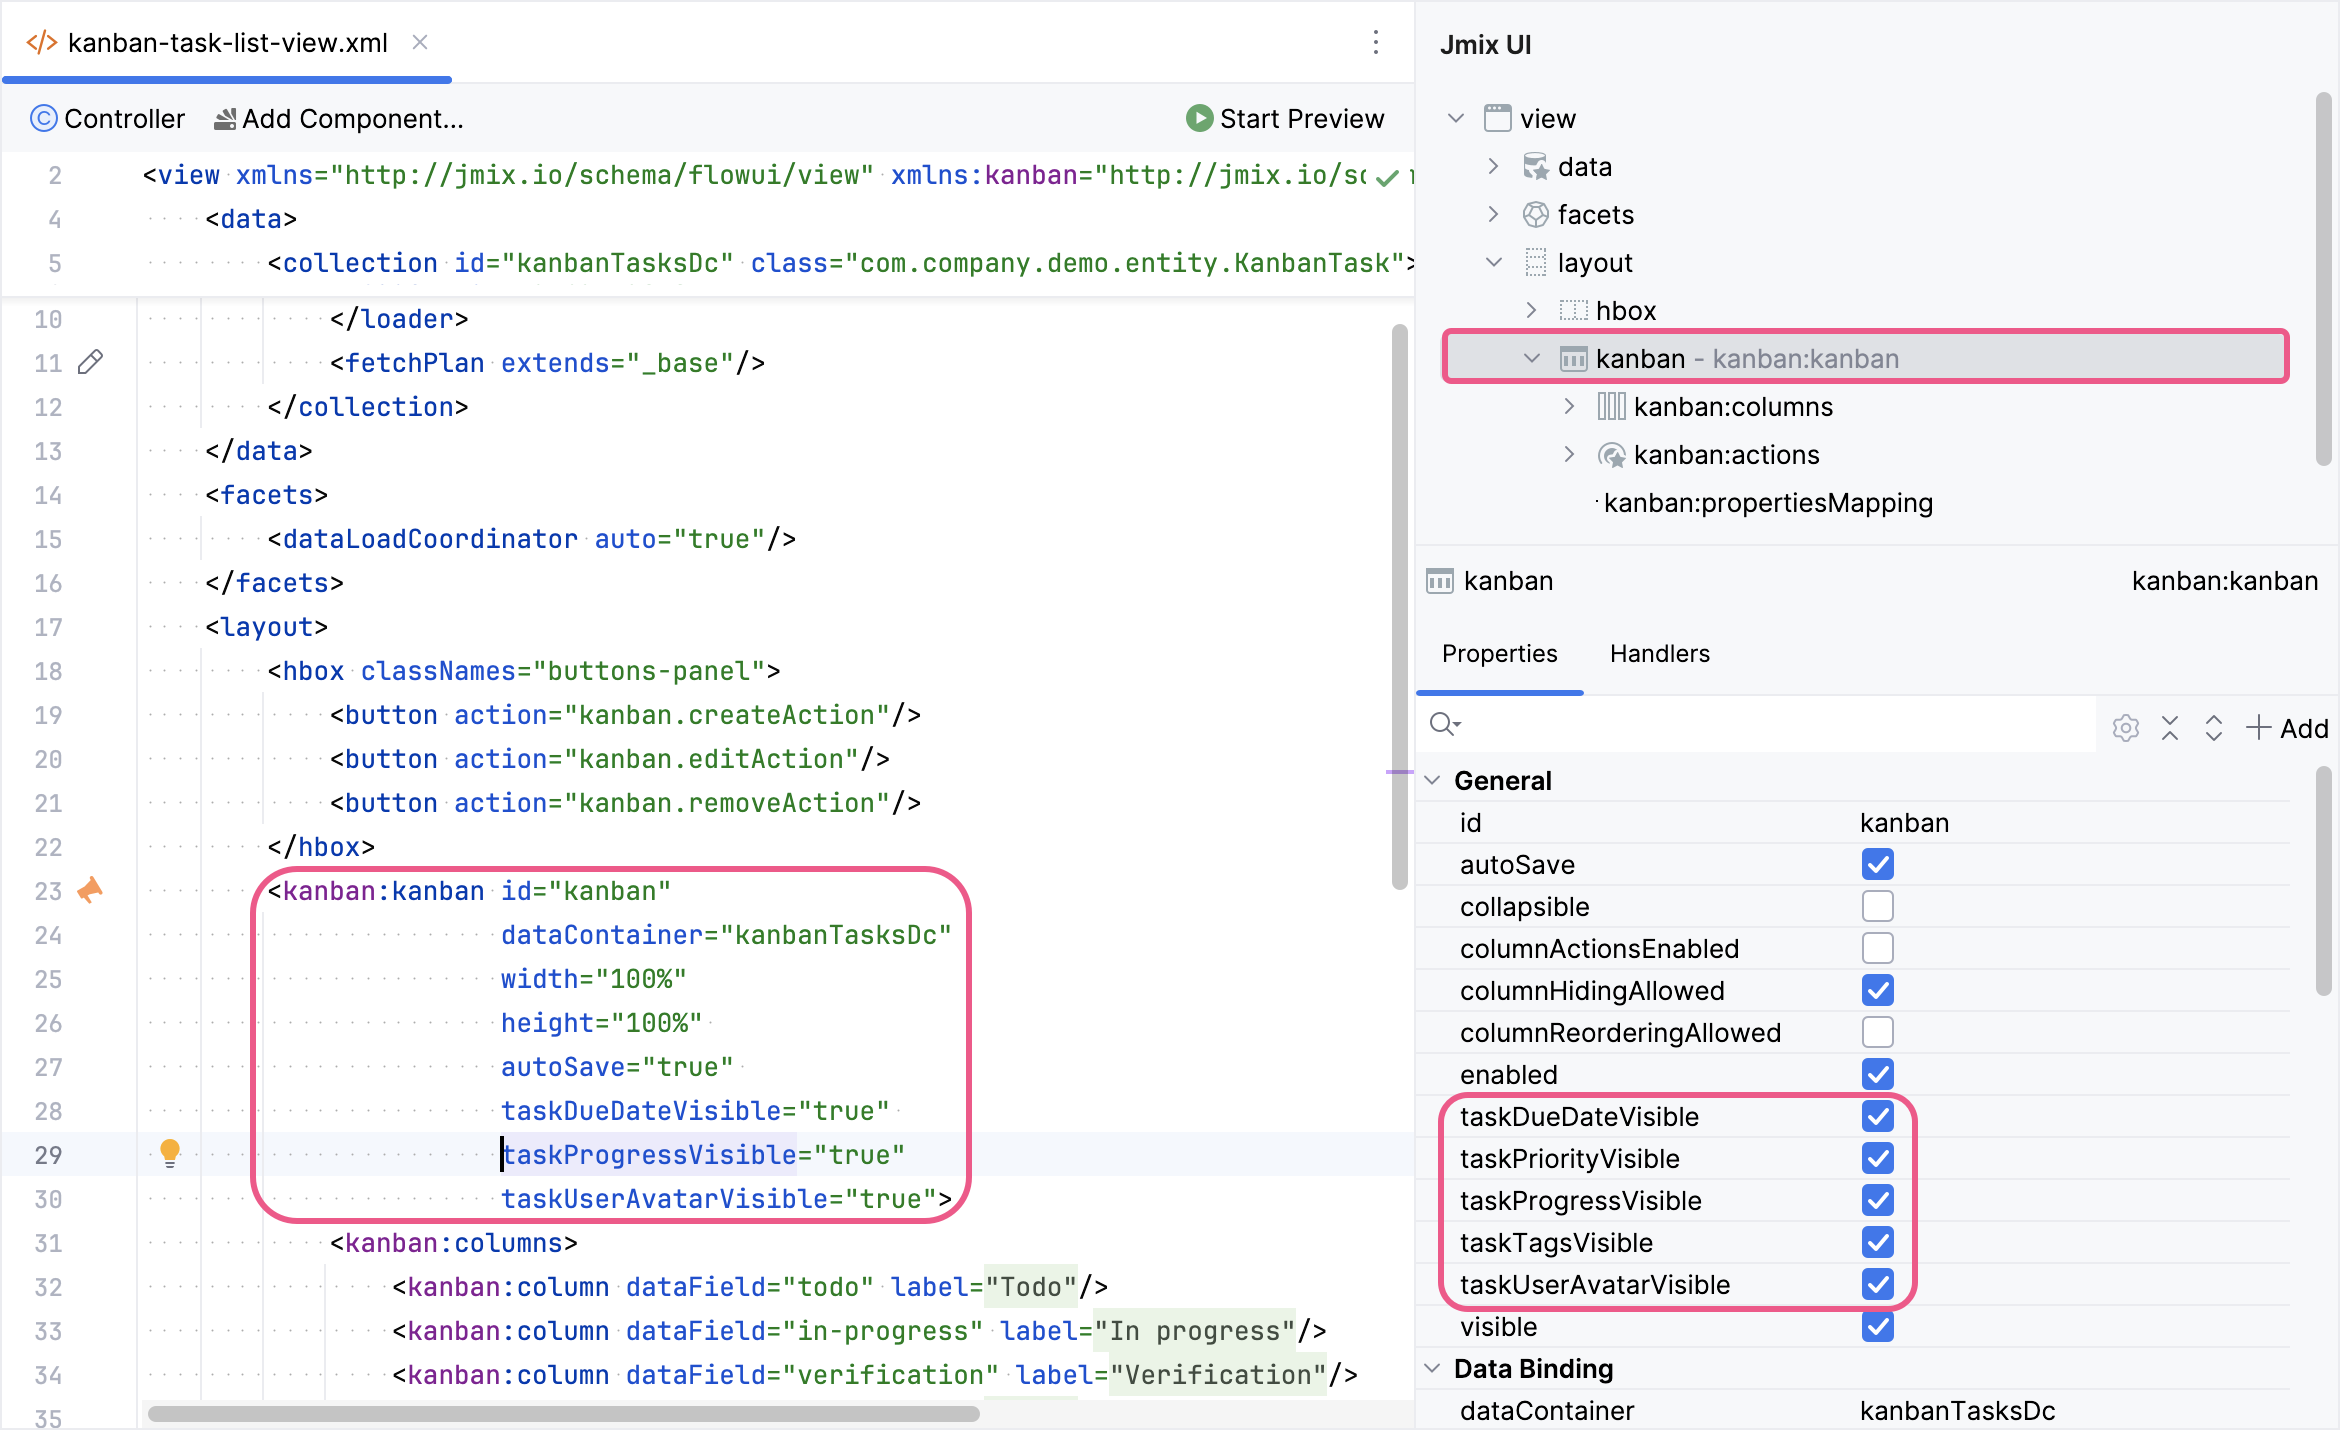 kanban-task-list-view.xml
Controller
Add Component...
Start Preview
2 <view xmlns="http://jmix.io/schema/flowui/view" xmlns:kanban="http://jmix.io/sc
4 <data>
5 <collection id="kanbanTasksDc" class="com.company.demo.entity.KanbanTask">
10 </loader>
11 <fetchPlan extends="_base"/>
12 </collection>
13 </data>
14 <facets>
15 <dataLoadCoordinator auto="true"/>
16 </facets>
17 <layout>
18 <hbox classNames="buttons-panel">
19 <button action="kanban.createAction"/>
20 <button action="kanban.editAction"/>
21 <button action="kanban.removeAction"/>
22 </hbox>
23 <kanban:kanban id="kanban"
24 dataContainer="kanbanTasksDc"
25 width="100%"
26 height="100%"
27 autoSave="true"
28 taskDueDateVisible="true"
29 taskProgressVisible="true"
30 taskUserAvatarVisible="true">
31 <kanban:columns>
32 <kanban:column dataField="todo" label="Todo"/>
33 <kanban:column dataField="in-progress" label="In progress"/>
34 <kanban:column dataField="verification" label="Verification"/>
35
Jmix UI
view
data
facets
layout
hbox
kanban - kanban:kanban
kanban:columns
kanban:actions
kanban:propertiesMapping
kanban kanban:kanban
Properties Handlers
Add
General
id kanban
autoSave
collapsible
columnActionsEnabled
columnHidingAllowed
columnReorderingAllowed
enabled
taskDueDateVisible
taskPriorityVisible
taskProgressVisible
taskTagsVisible
taskUserAvatarVisible
visible
Data Binding
dataContainer kanbanTasksDc